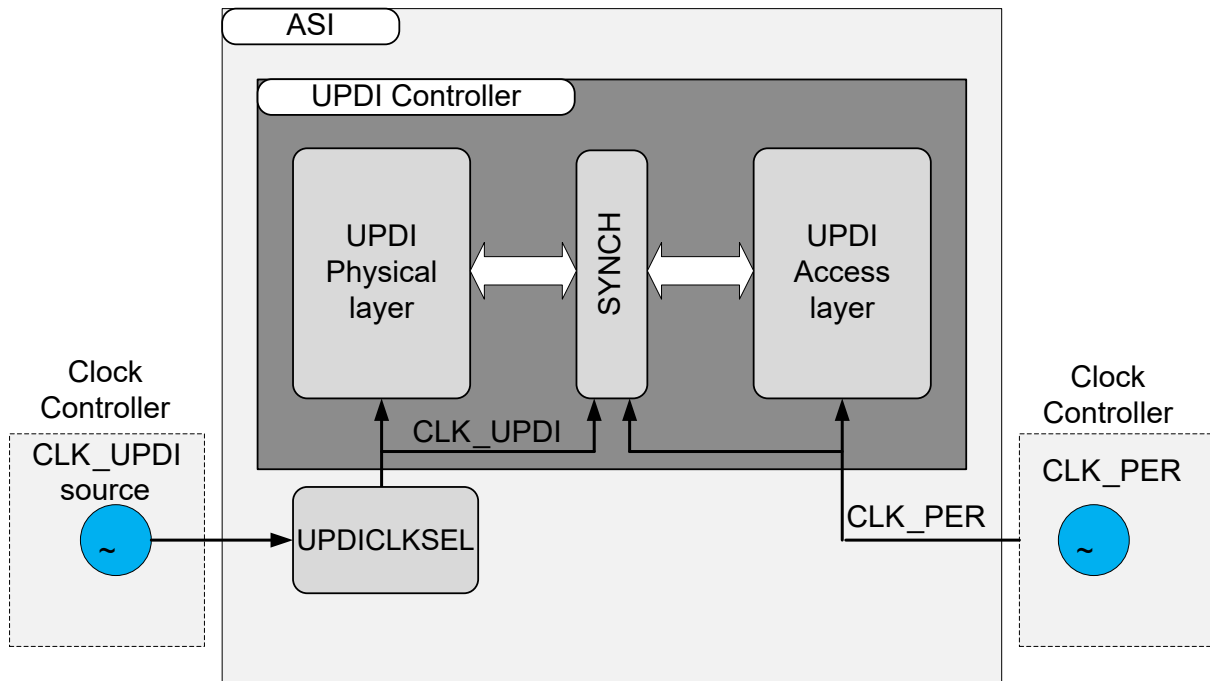 ASI
UPDI Controller
UPDI
Physical
layer
SYNCH
UPDI
Access
layer
Clock
Controller
CLK_UPDI
source
~
CLK_UPDI
UPDICLKSEL
CLK_PER
Clock
Controller
CLK_PER
~